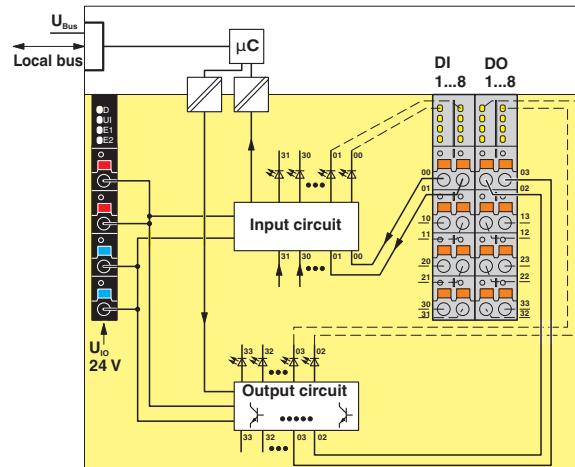 U Bus
Local bus
µC
DI DO
1...8 1...8
D
UI
E1
E2
31 30 01 00
00 03
01 02
Input circuit
10 13
11 12
31 30 01 00
20 23
21 22
30 33
31 32
U IO
24 V
33 32 03 02
Output circuit
33 32 03 02